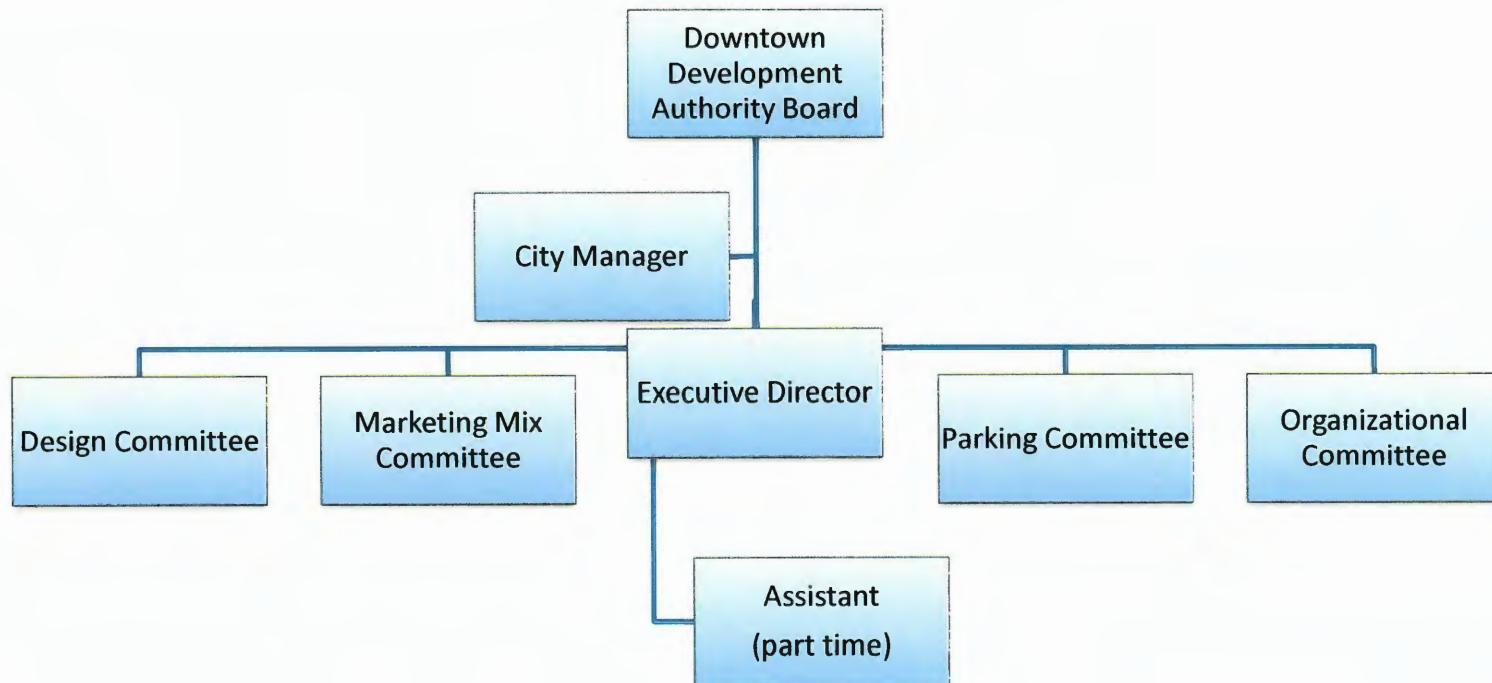 Downtown
Development
Authority Board
City Manager
Executive Director
Design Committee
Marketing Mix
Committee
Parking Committee
Organizational
Committee
Assistant
(part time)